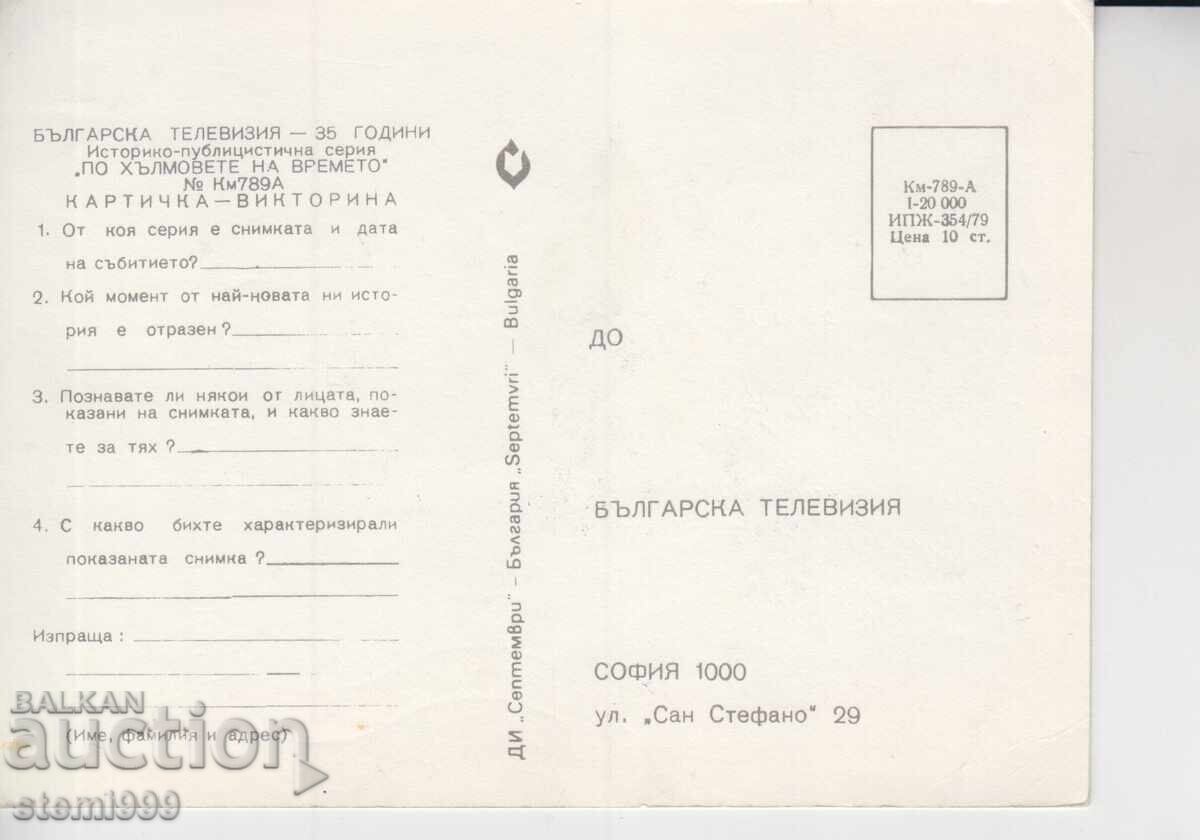 БЪЛГАРСКА ТЕЛЕВИЗИЯ — 35 ГОДИНИ
Историко-публицистична серия
„ПО ХЪЛМОВЕТЕ НА ВРЕМЕТО"
№ Км789А
КАРТИЧКА — ВИКТОРИНА
1. От коя серия е снимката и дата
на събитието?
2. Кой момент от най-новата ни исто-
рия е отразен ?
3. Познавате ли някои от лицата, по-
казани на снимката, и какво знае-
те за тях ?
4. С какво бихте характеризирали
показаната снимка ?
Изпраща :
(Име, фамилия и адрес)
ДИ „Септември" – България „Septemvri" — Bulgaria
Км-789-А
I-20 000
ИПЖ-354/79
Цена 10 ст.
ДО
БЪЛГАРСКА ТЕЛЕВИЗИЯ
СОФИЯ 1000
ул. „Сан Стефано" 29
BALKAN
auction
stomi999